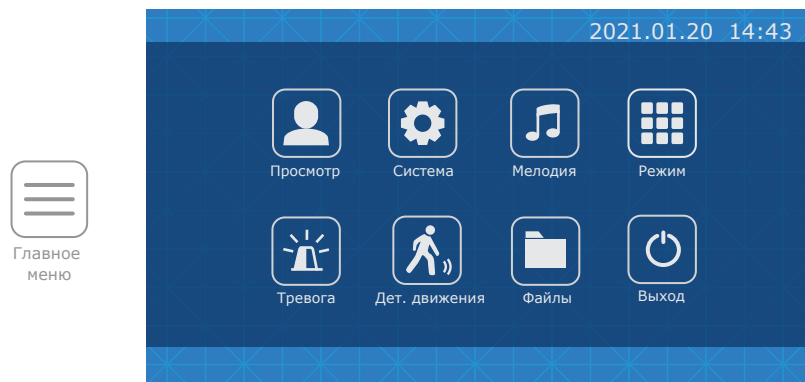 2021.01.20 14:43
Просмотр
Система
Мелодия
Режим
Главное
меню
Тревога
Дет. движения
Файлы
Выход